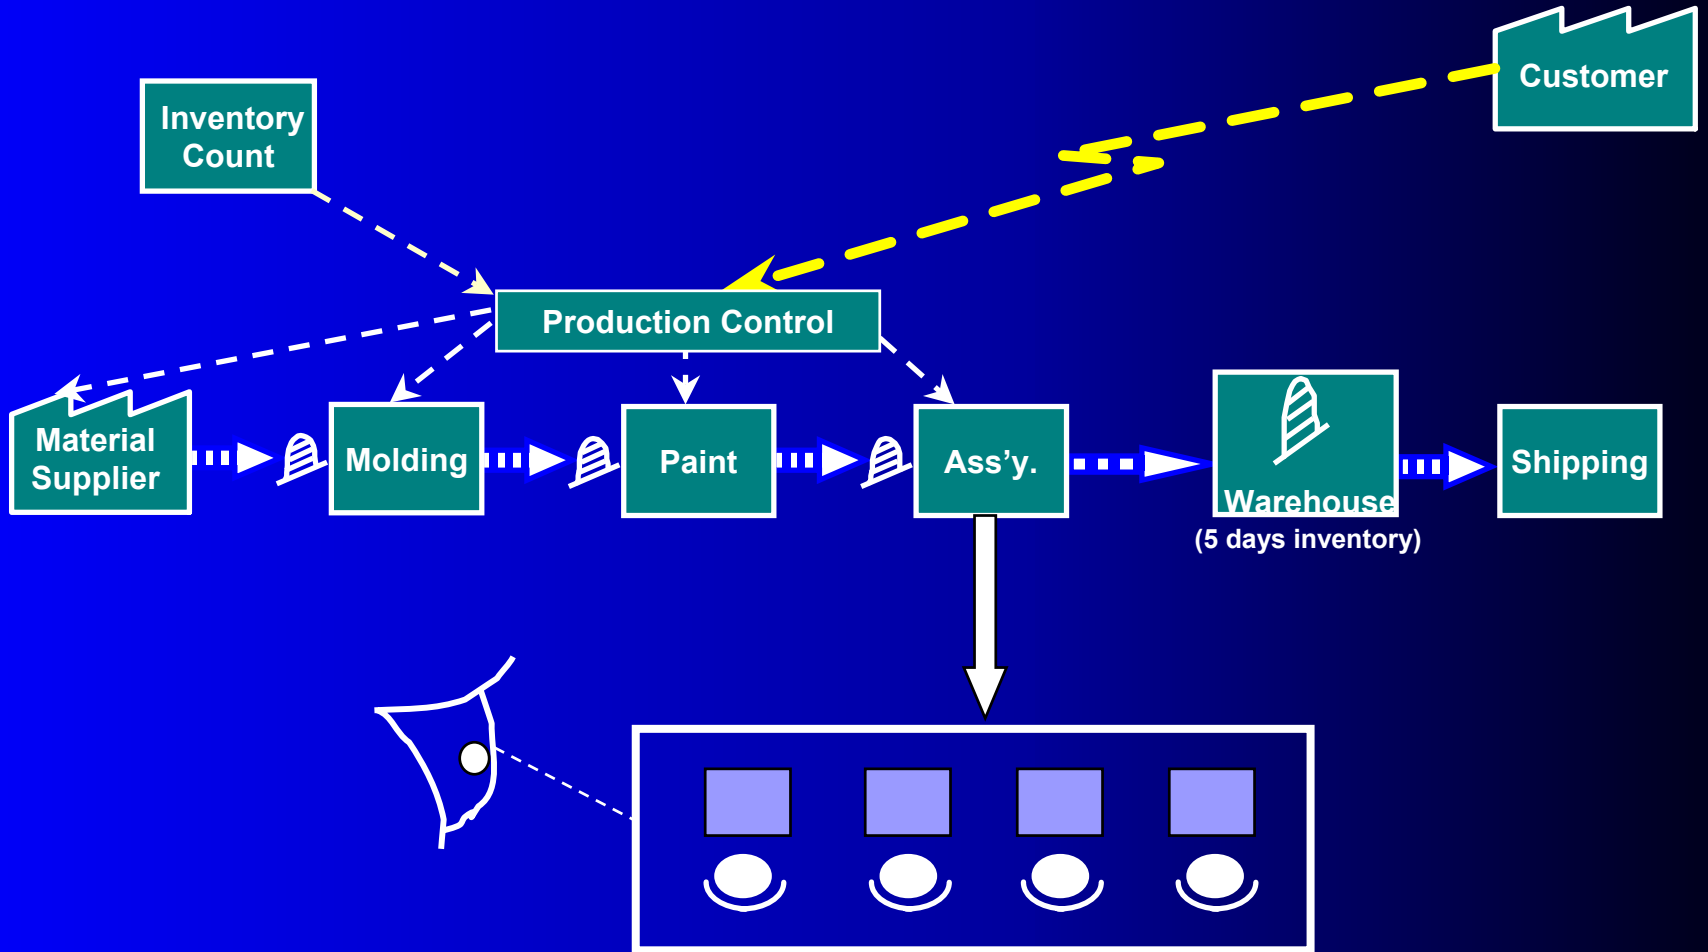 Customer
Inventory
Count
Production Control
Material
Supplier
Molding
Paint
Ass’y.
Warehouse
(5 days inventory)
Shipping